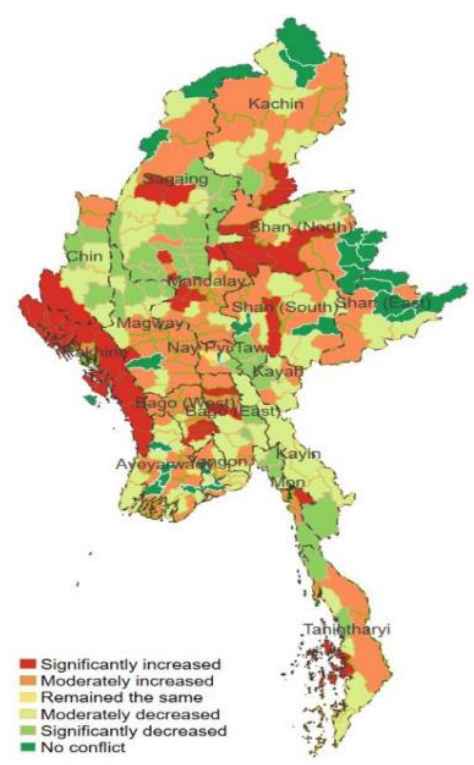 Kachin
Sagaing
Shan (North)
Chin
Mandalay
Shan (South)
Shan (East)
Magway
Rakhine
Nay Pyi Taw
Kayah
Bago (West)
Bago (East)
Kayin
Ayeyarwady
Yangon
Mon
Tanintharyi
Significantly increased
Moderately increased
Remained the same
Moderately decreased
Significantly decreased
No conflict